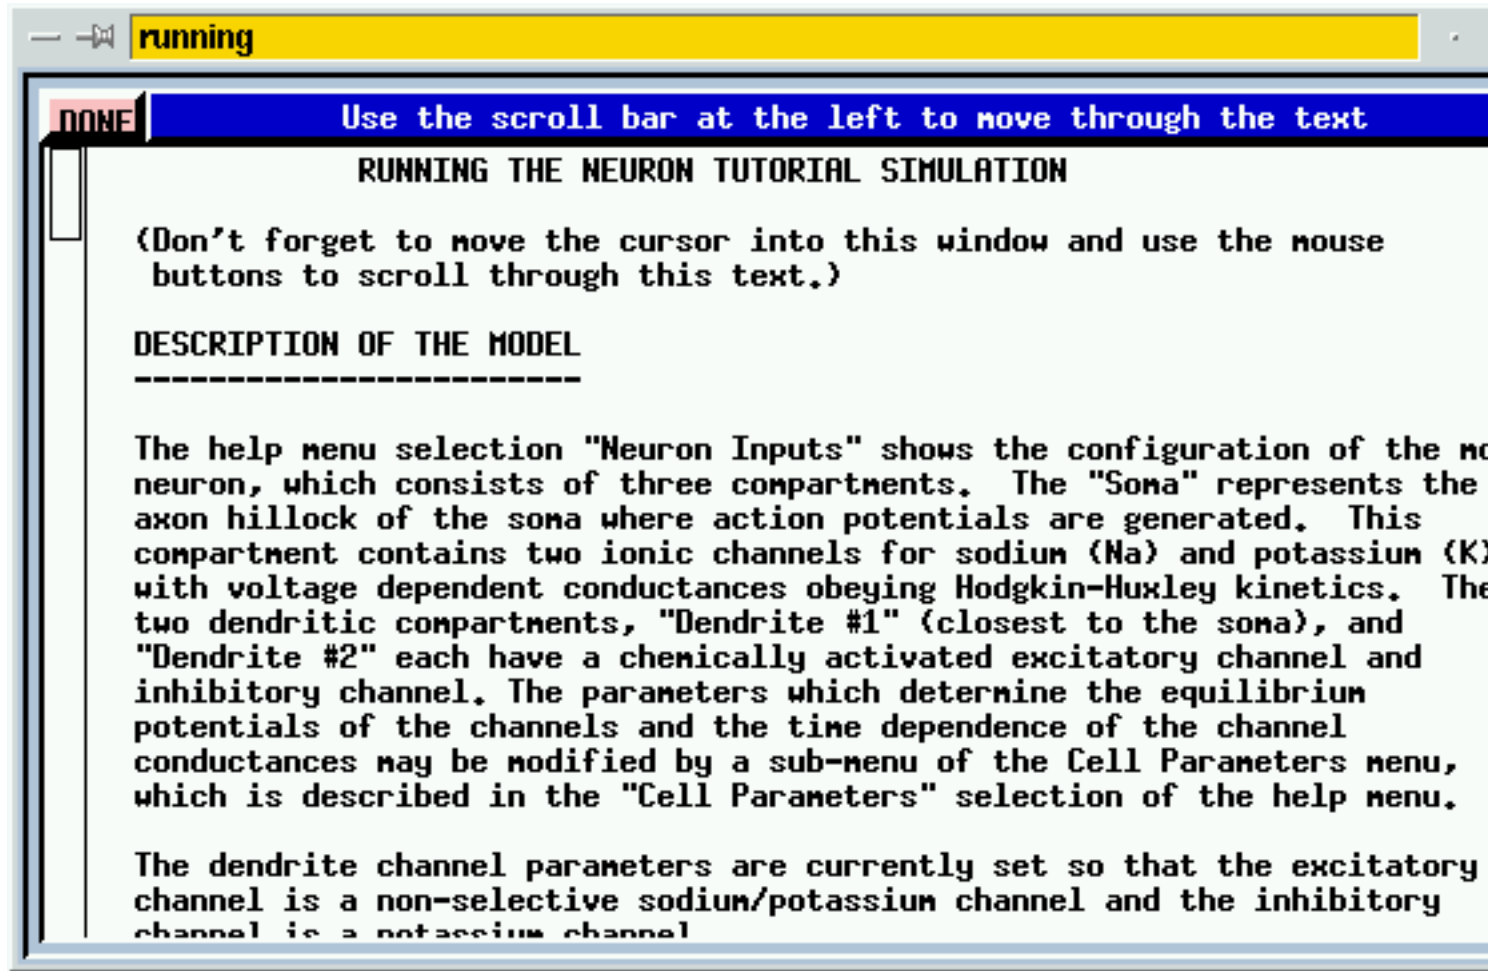 running
DONE
Use the scroll bar at the left to move through the text
RUNNING THE NEURON TUTORIAL SIMULATION
(Don't forget to move the cursor into this window and use the mouse
buttons to scroll through this text.)
DESCRIPTION OF THE MODEL
------------------------
The help menu selection "Neuron Inputs" shows the configuration of the
neuron, which consists of three compartments. The "Soma" represents the
axon hillock of the soma where action potentials are generated. This
compartment contains two ionic channels for sodium (Na) and potassium (K)
with voltage dependent conductances obeying Hodgkin-Huxley kinetics. The
two dendritic compartments, "Dendrite #1" (closest to the soma), and
"Dendrite #2" each have a chemically activated excitatory channel and
inhibitory channel. The parameters which determine the equilibrium
potentials of the channels and the time dependence of the channel
conductances may be modified by a sub-menu of the Cell Parameters menu,
which is described in the "Cell Parameters" selection of the help menu.
The dendrite channel parameters are currently set so that the excitatory
channel is a non-selective sodium/potassium channel and the inhibitory
channel is a potassium channel